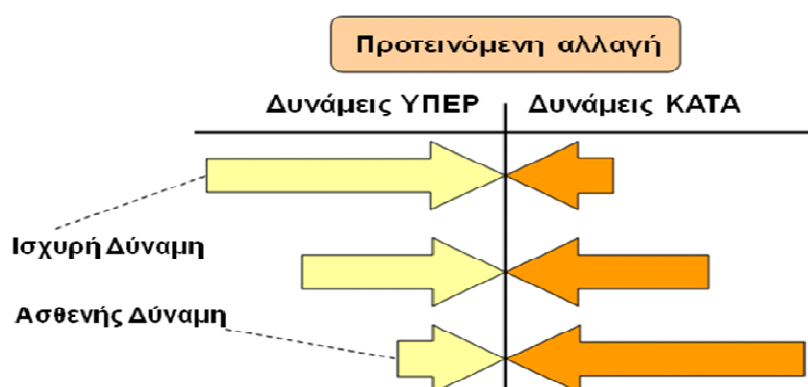 Προτεινόμενη αλλαγή
Δυνάμεις ΥΠΕΡ
Δυνάμεις ΚΑΤΑ
Ισχυρή Δύναμη
Ασθενής Δύναμη